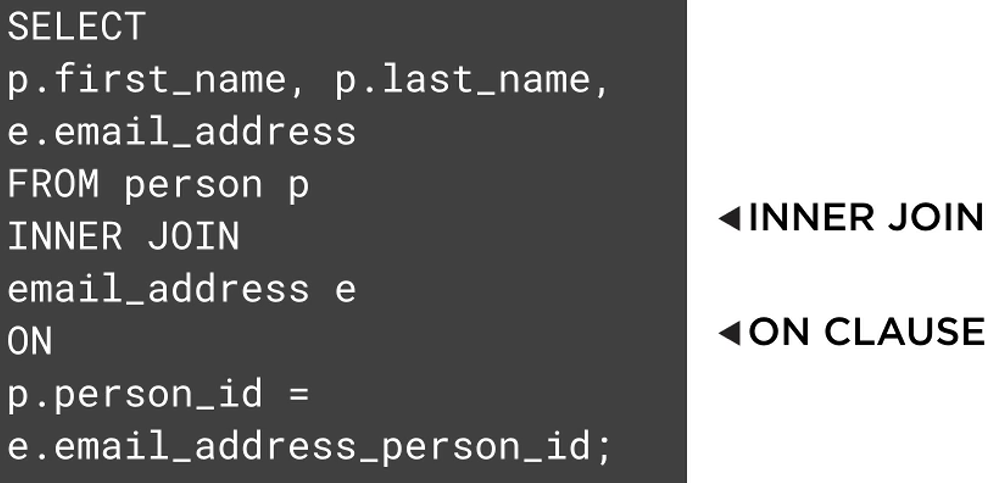 SELECT
p.first_name, p.last_name,
e.email_address
FROM person p
INNER JOIN
email_address e
ON
p.person_id =
e.email_address_person_id;
◄INNER JOIN
◄ON CLAUSE